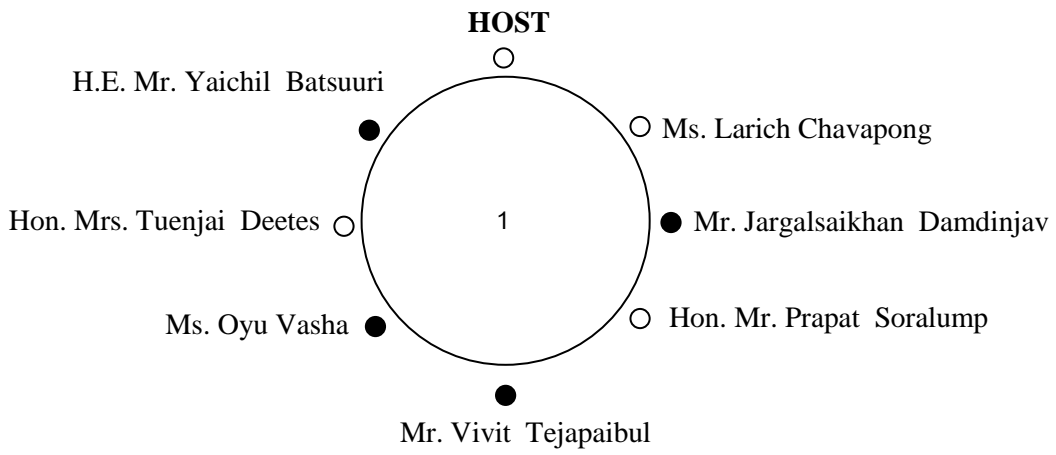 HOST
H.E. Mr. Yaichil Batsuuri
Ms. Larich Chavapong
Hon. Mrs. Tuenjai Deetes
1
Mr. Jargalsaikhan Damdinjav
Ms. Oyu Vasha
Hon. Mr. Prapat Soralump
Mr. Vivit Tejapaibul